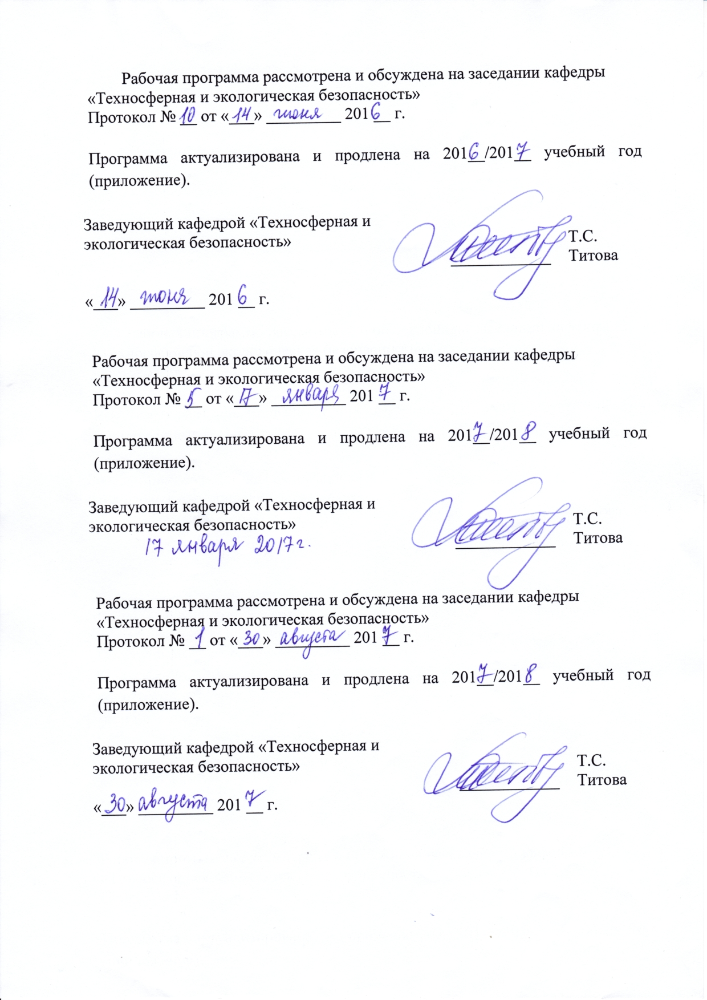 Рабочая программа рассмотрена и обсуждена на заседании кафедры
«Техносферная и экологическая безопасность»
Протокол № 10 от «14» июня 2016 г.
Программа актуализирована и продлена на 2016/2017 учебный год
(приложение).
Заведующий кафедрой «Техносферная и
экологическая безопасность»
Т.С.
Титова
«14» июня 2016 г.
Рабочая программа рассмотрена и обсуждена на заседании кафедры
«Техносферная и экологическая безопасность»
Протокол № 5 от «17» января 2017 г.
Программа актуализирована и продлена на 2017/2018 учебный год
(приложение).
Заведующий кафедрой «Техносферная и
экологическая безопасность»
Т.С.
Титова
17 января 2017г.
Рабочая программа рассмотрена и обсуждена на заседании кафедры
«Техносферная и экологическая безопасность»
Протокол № 1 от «30» августа 2017 г.
Программа актуализирована и продлена на 2017/2018 учебный год
(приложение).
Заведующий кафедрой «Техносферная и
экологическая безопасность»
Т.С.
Титова
«30» августа 2017 г.